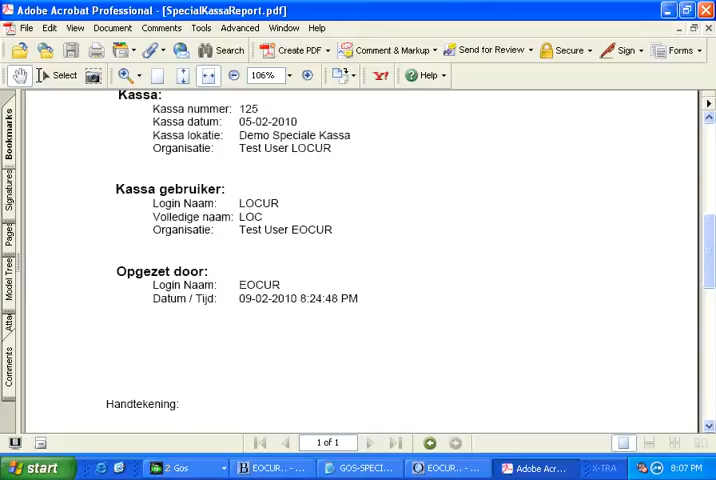 Adobe Acrobat Professional - [SpecialKassaReport.pdf]
File Edit View Document Comments Tools Advanced Window Help
Search Create PDF Comment & Markup Send for Review Secure Sign Forms
Select 106% Y! Help
Bookmarks
Signatures
Pages
Model Tree
Atta
Comments
Kassa:
Kassa nummer: 125
Kassa datum: 05-02-2010
Kassa lokatie: Demo Speciale Kassa
Organisatie: Test User LOCUR
Kassa gebruiker:
Login Naam: LOCUR
Volledige naam: LOC
Organisatie: Test User EOCUR
Opgezet door:
Login Naam: EOCUR
Datum / Tijd: 09-02-2010 8:24:48 PM
Handtekening:
1 of 1
start 2 Gos EOCUR.. - ... GOS-SPECI... EOCUR.. - ... Adobe Acr... X-TRA 8:07 PM